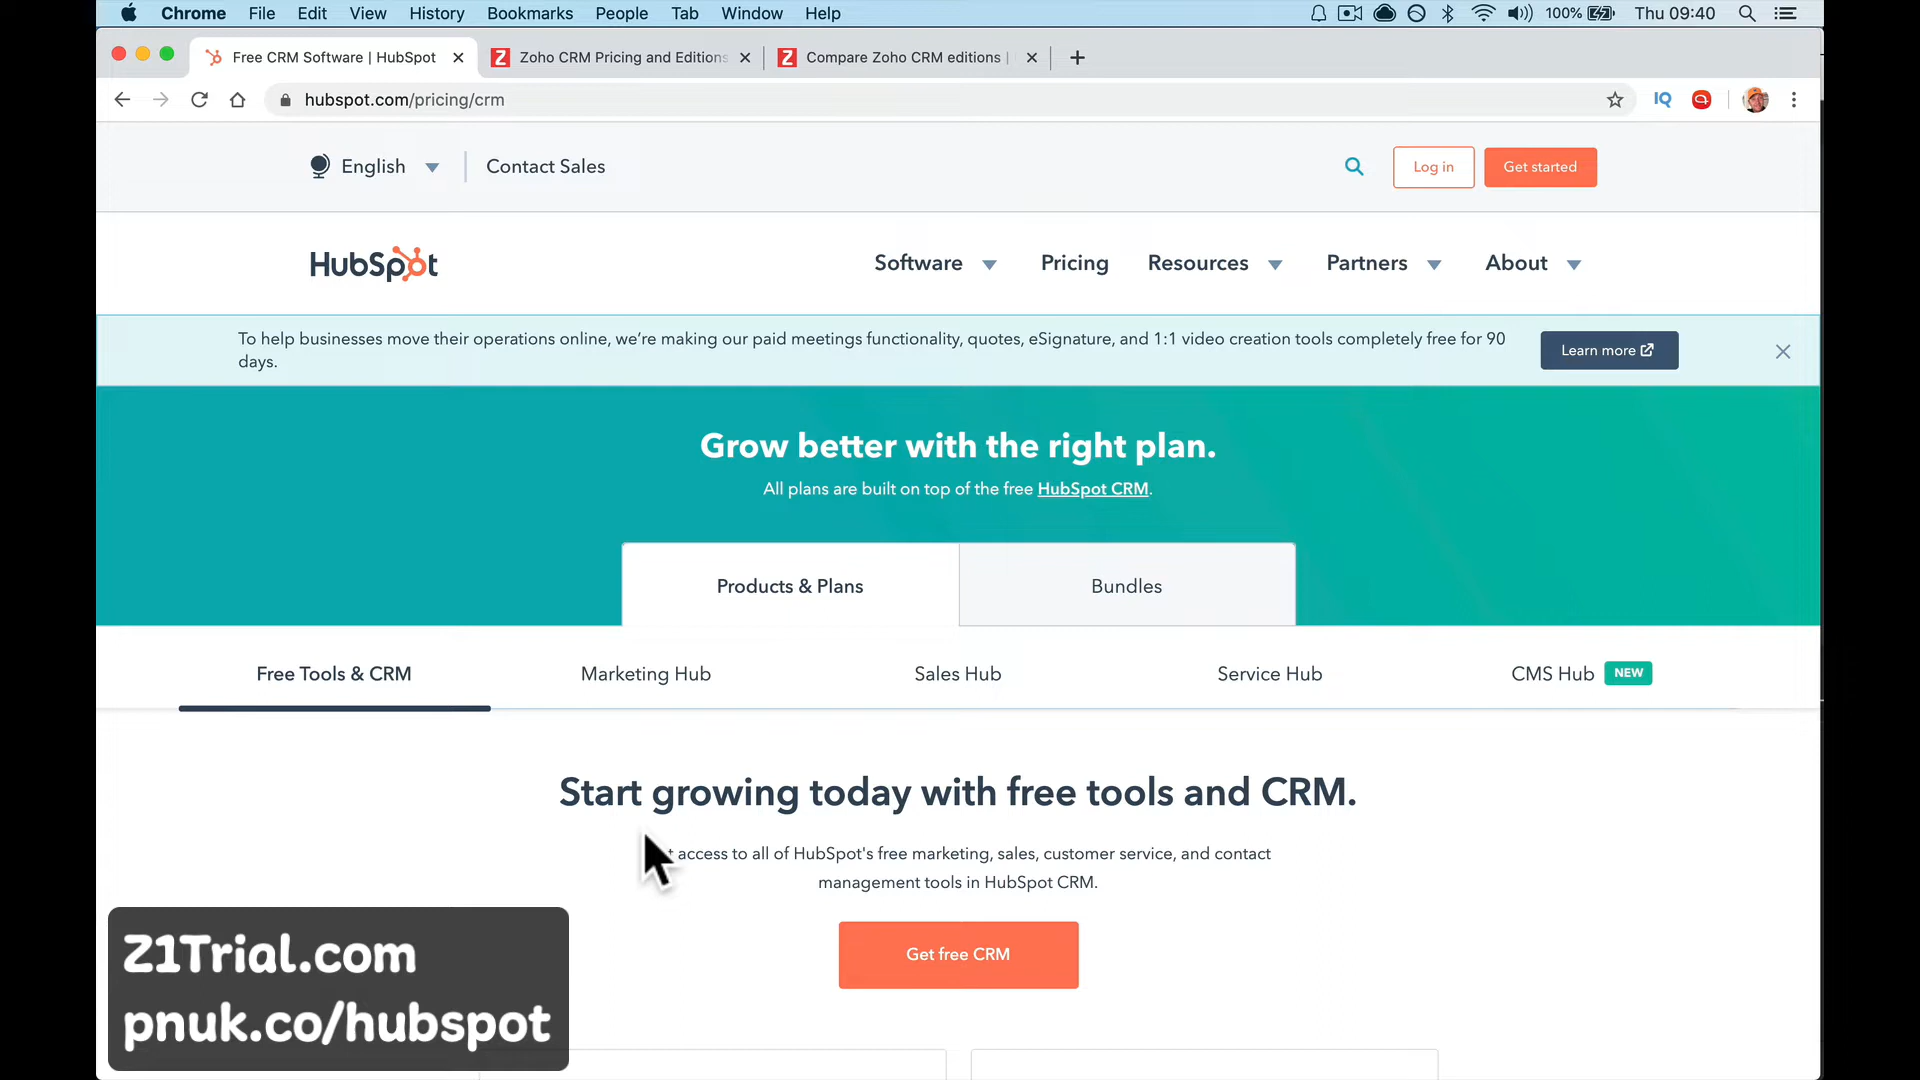 Chrome File Edit View History Bookmarks People Tab Window Help 100% Thu 09:40
Free CRM Software | HubSpot Zoho CRM Pricing and Editions Compare Zoho CRM editions |
hubspot.com/pricing/crm IQ
English Contact Sales Log in Get started
HubSpot Software Pricing Resources Partners About
To help businesses move their operations online, we're making our paid meetings functionality, quotes, eSignature, and 1:1 video creation tools completely free for 90
days.
Learn more
Grow better with the right plan.
All plans are built on top of the free HubSpot CRM.
Products & Plans Bundles
Free Tools & CRM Marketing Hub Sales Hub Service Hub CMS Hub NEW
Start growing today with free tools and CRM.
access to all of HubSpot's free marketing, sales, customer service, and contact
management tools in HubSpot CRM.
Get free CRM
Z1Trial.com
pnuk.co/hubspot